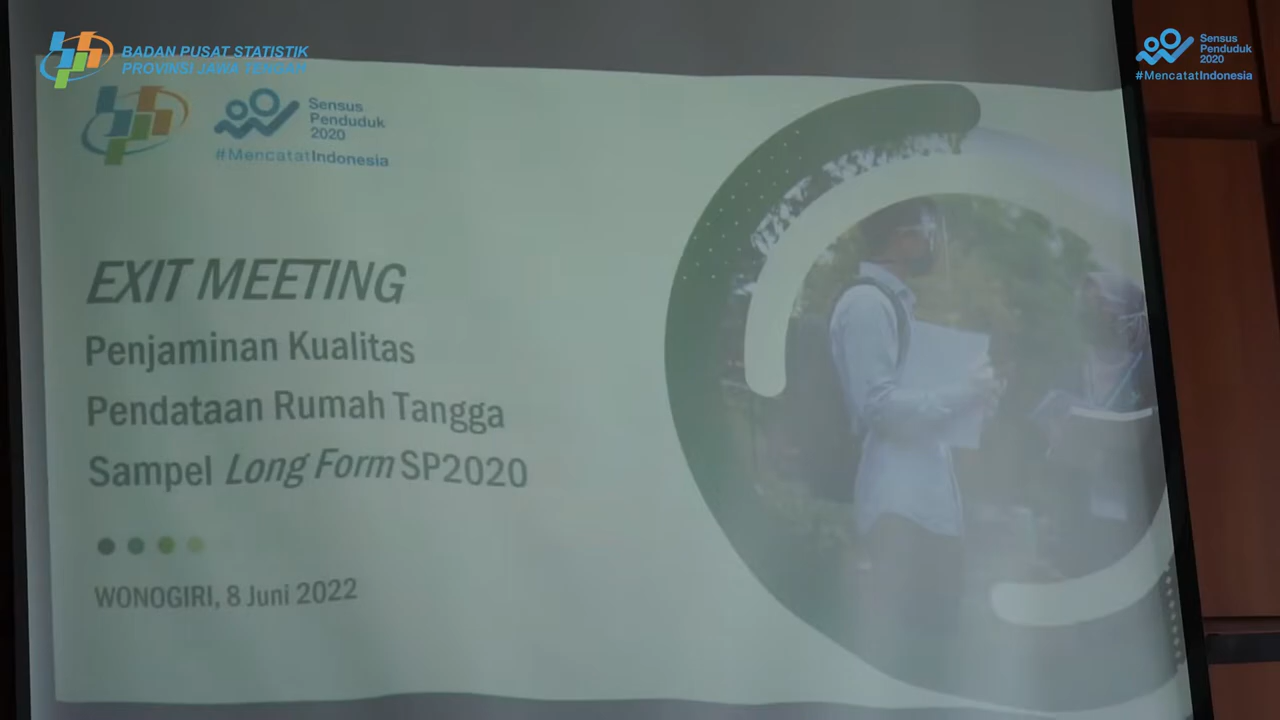 BADAN PUSAT STATISTIK
PROVINSI JAWA TENGAH
Sensus
Penduduk
2020
#MencatatIndonesia
Sensus
Penduduk
2020
#MencatatIndonesia
EXIT MEETING
Penjaminan Kualitas
Pendataan Rumah Tangga
Sampel Long Form SP2020
WONOGIRI, 8 Juni 2022